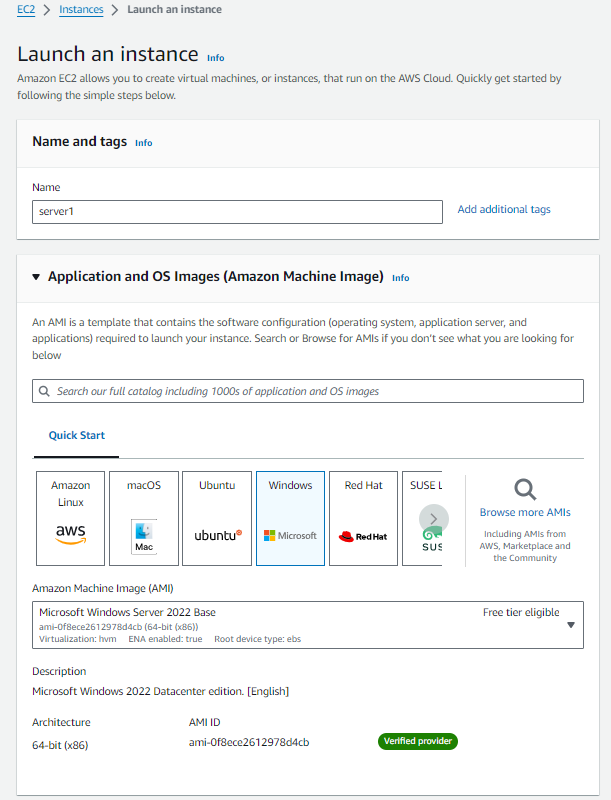 EC2 > Instances > Launch an instance
Launch an instance Info
Amazon EC2 allows you to create virtual machines, or instances, that run on the AWS Cloud. Quickly get started by
following the simple steps below.
Name and tags Info
Name
server1
Add additional tags
Application and OS Images (Amazon Machine Image) Info
An AMI is a template that contains the software configuration (operating system, application server, and
applications) required to launch your instance. Search or Browse for AMIs if you don't see what you are looking for
below
Search our full catalog including 1000s of application and OS images
Quick Start
Amazon
Linux
aws
macOS
Mac
Ubuntu
ubuntu
Windows
Microsoft
Red Hat
Red Hat
SUSE L
SUS
Browse more AMIs
Including AMIs from
AWS, Marketplace and
the Community
Amazon Machine Image (AMI)
Microsoft Windows Server 2022 Base
Free tier eligible
ami-0f8ece2612978d4cb (64-bit (x86))
Virtualization: hvm ENA enabled: true Root device type: ebs
Description
Microsoft Windows 2022 Datacenter edition. [English]
Architecture
64-bit (x86)
AMI ID
ami-0f8ece2612978d4cb
Verified provider